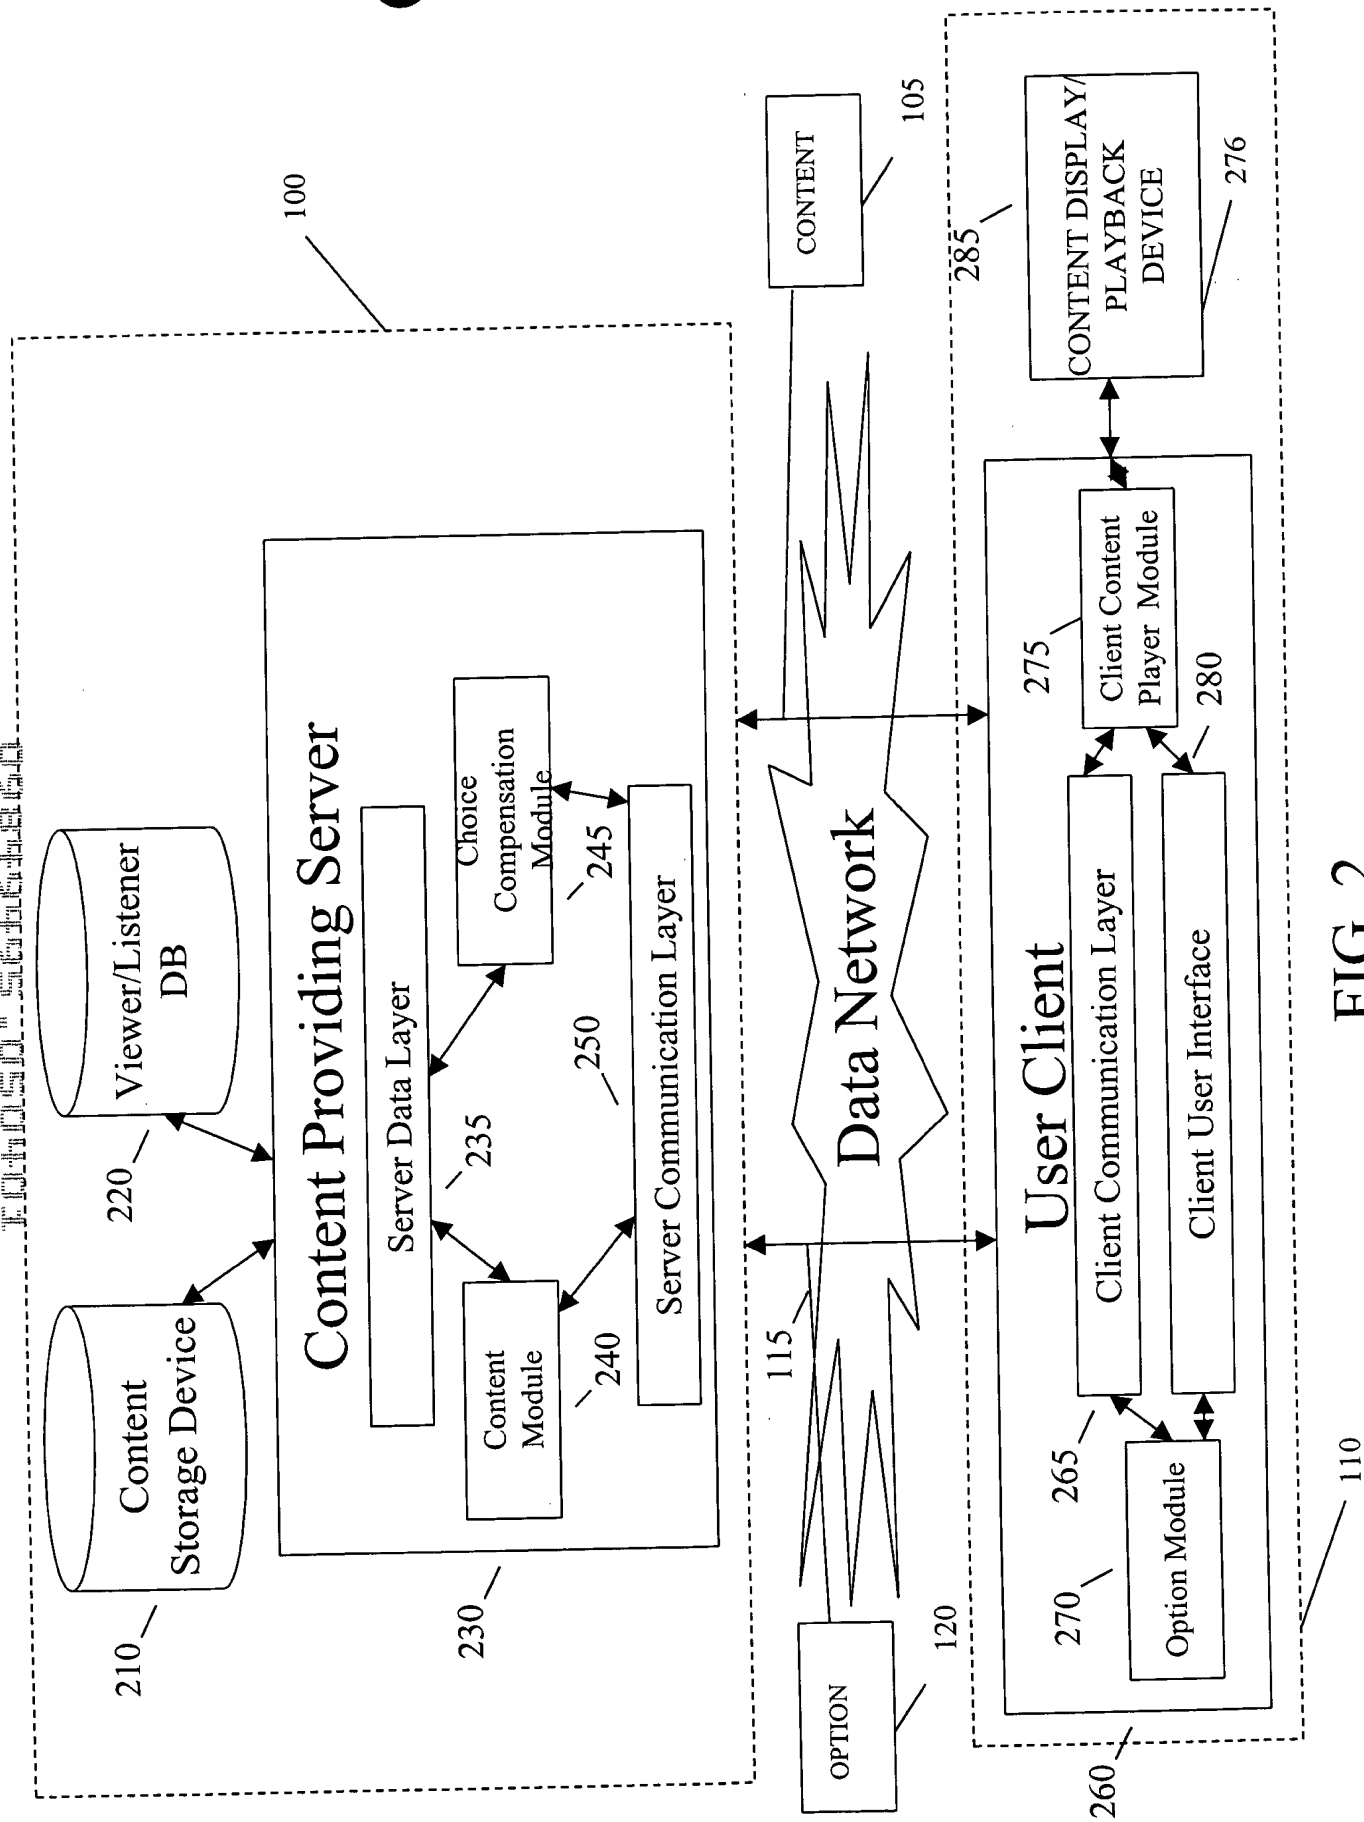 100
Content
Storage Device
210
Viewer/Listener
DB
220
Content Providing Server
230
Server Data Layer
235
Content
Module
240
Choice
Compensation
Module
245
250
Server Communication Layer
OPTION
120
115
Data Network
CONTENT
105
User Client
260
265
Client Communication Layer
Client User Interface
280
270
Option Module
275
Client Content
Player Module
285
CONTENT DISPLAY/
PLAYBACK
DEVICE
276
110
FIG. 2